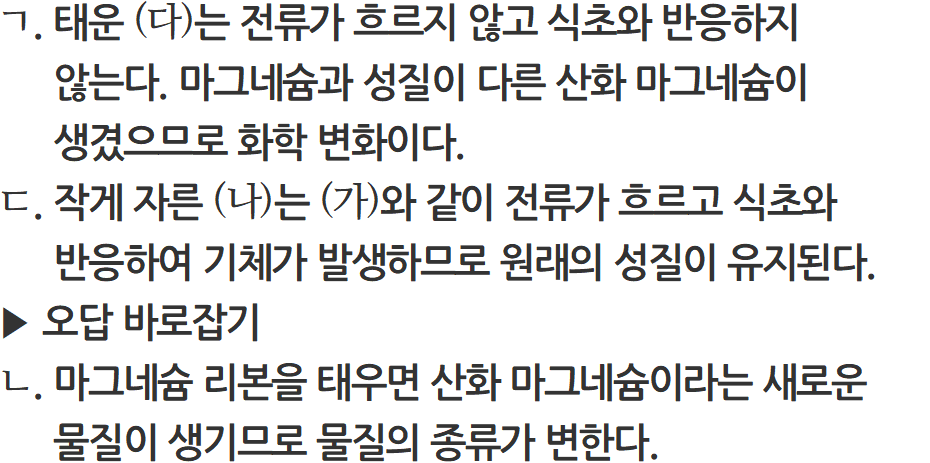 ㄱ. 태운 (다)는 전류가 흐르지 않고 식초와 반응하지
않는다. 마그네슘과 성질이 다른 산화 마그네슘이
생겼으므로 화학 변화이다.
ㄷ. 작게 자른 (나)는 (가)와 같이 전류가 흐르고 식초와
반응하여 기체가 발생하므로 원래의 성질이 유지된다.
▶ 오답 바로잡기
ㄴ. 마그네슘 리본을 태우면 산화 마그네슘이라는 새로운
물질이 생기므로 물질의 종류가 변한다.